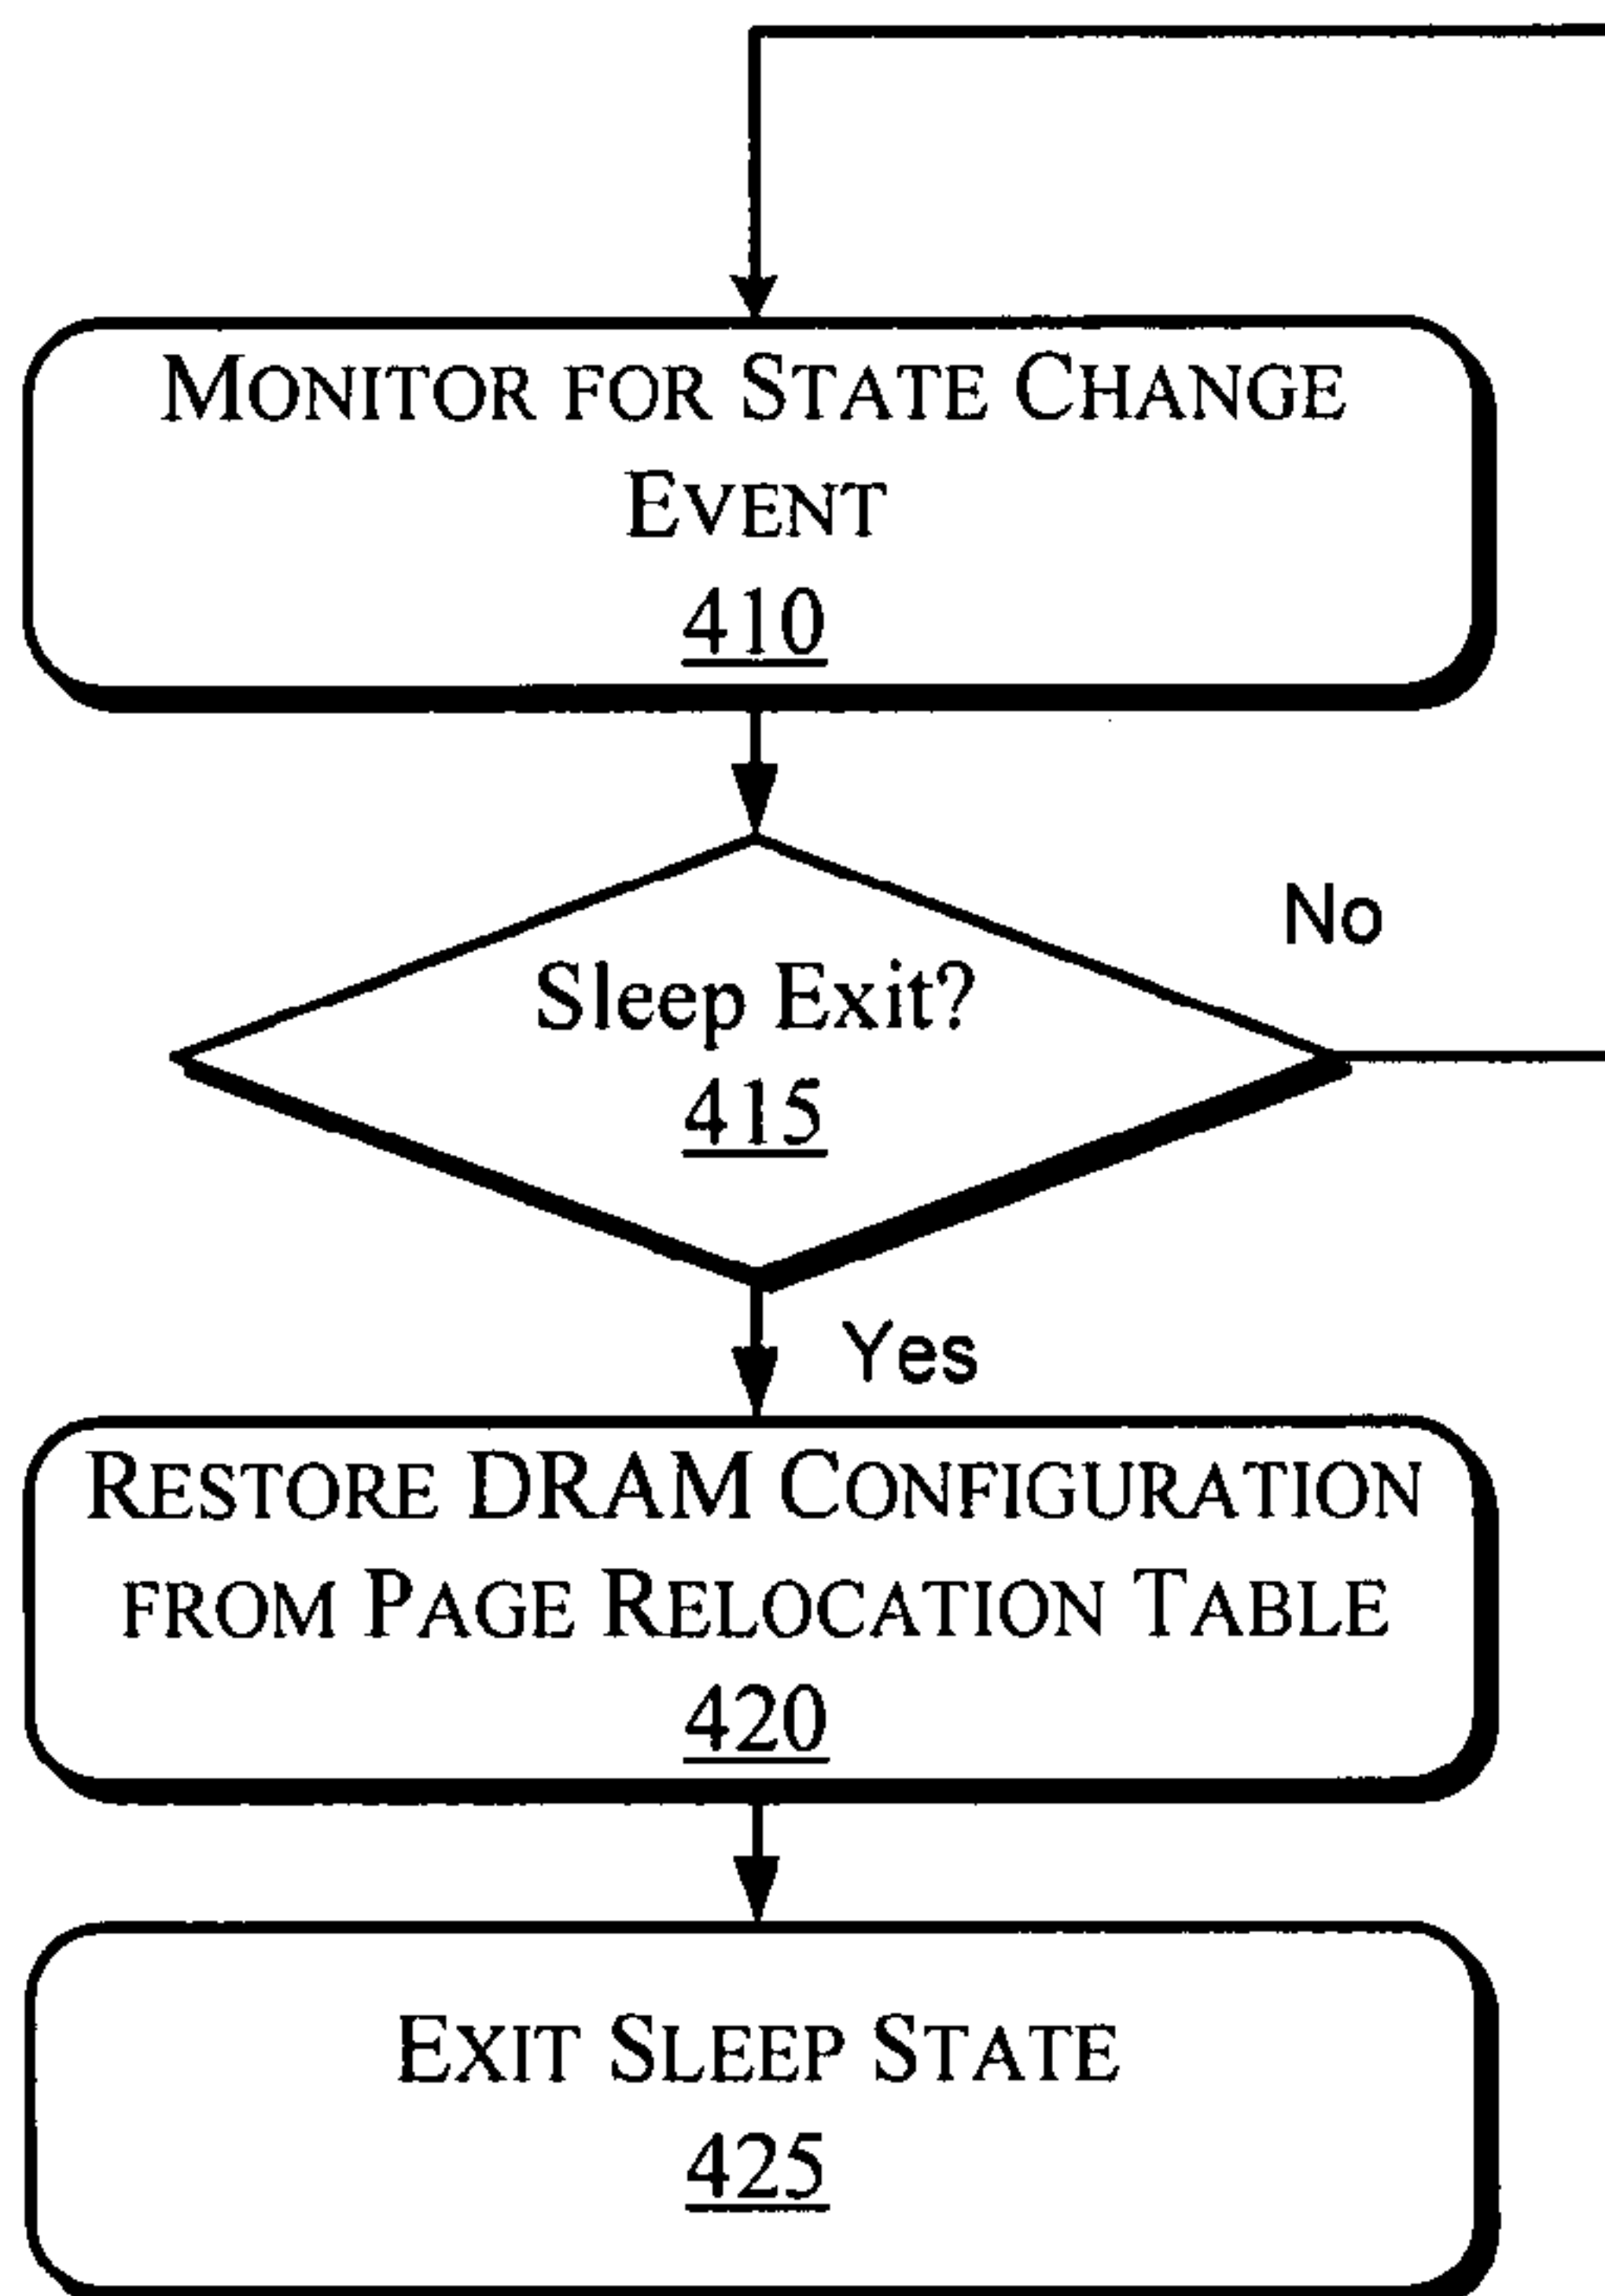 MONITOR FOR STATE CHANGE
EVENT
410
No
Sleep Exit?
415
Yes
RESTORE DRAM CONFIGURATION
FROM PAGE RELOCATION TABLE
420
EXIT SLEEP STATE
425